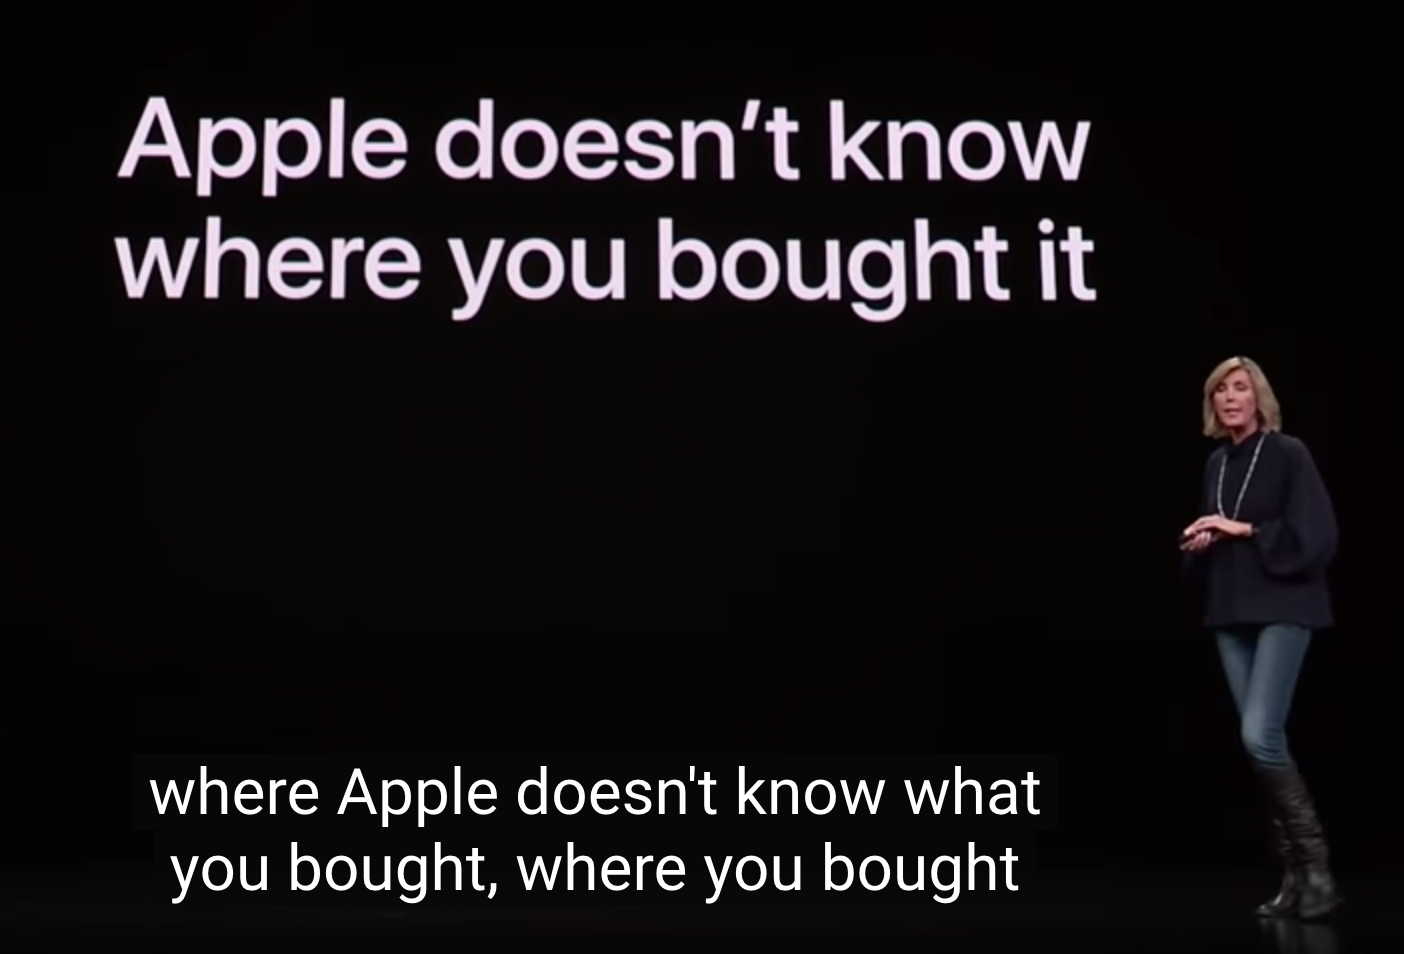 Apple doesn’t know
where you bought it
where Apple doesn't know what
you bought, where you bought